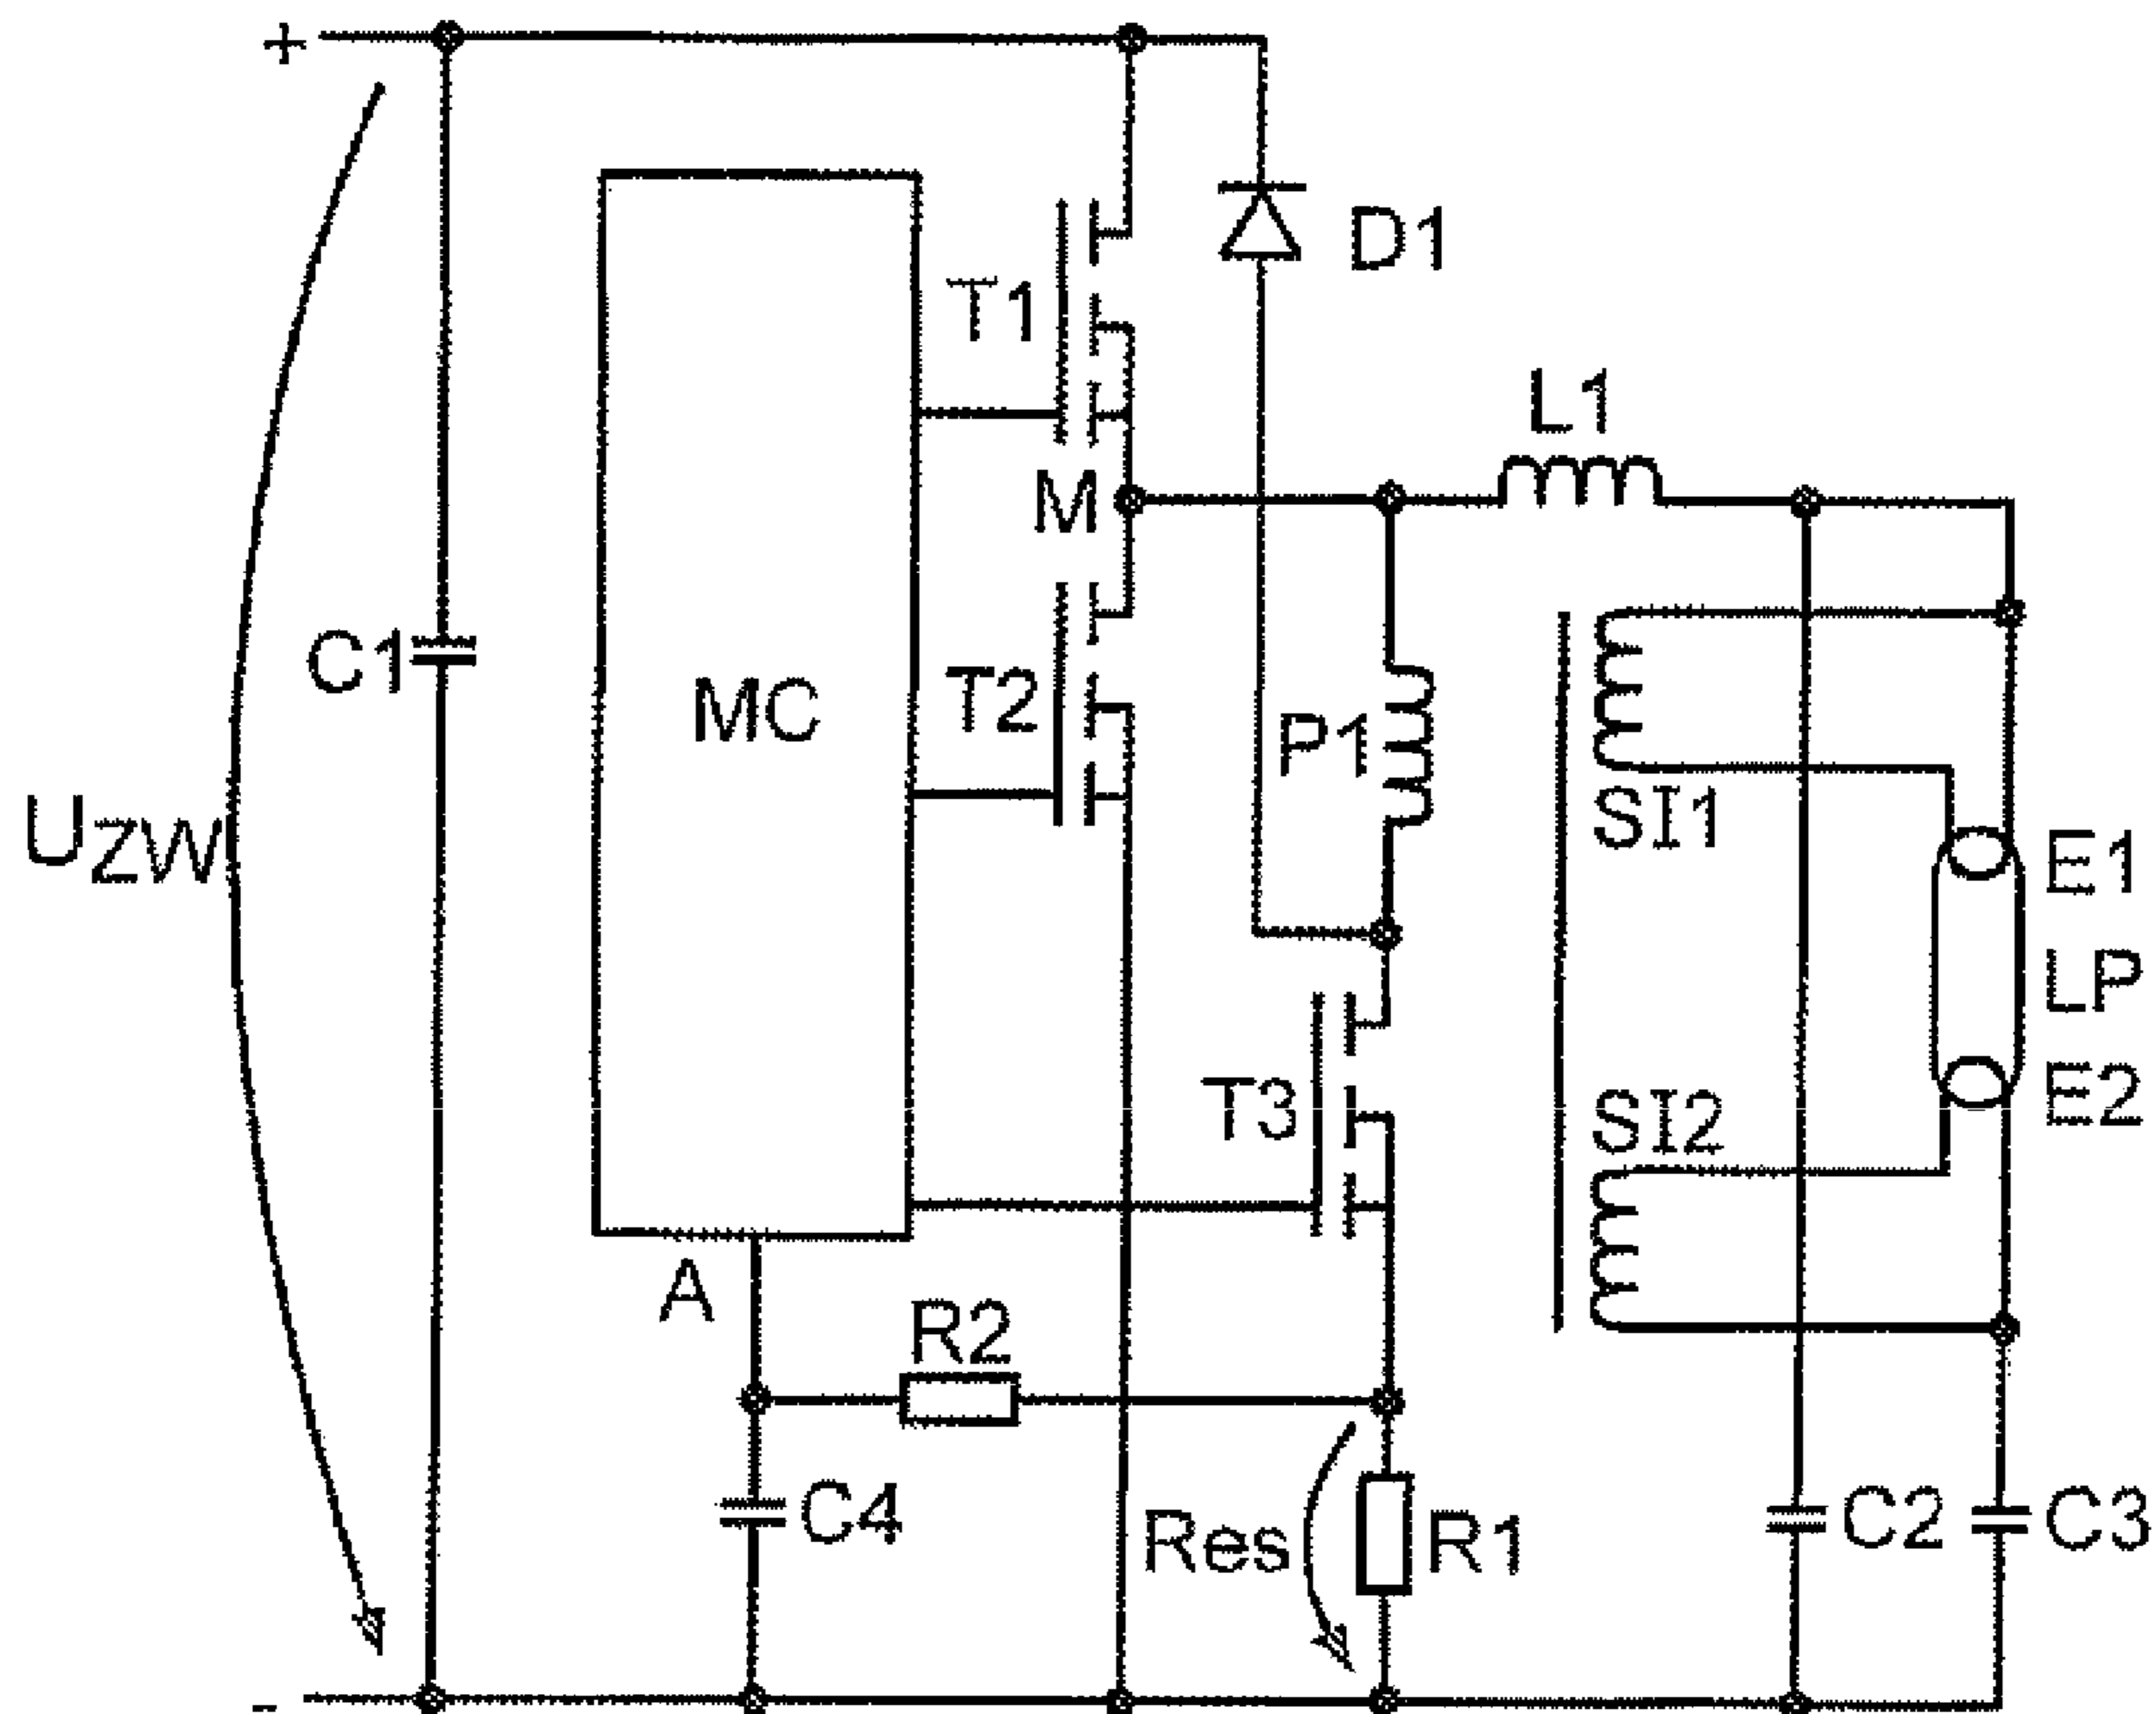 +
D1
T1
L1
M
C1
MC
T2
P1
UZW
SI1
E1
LP
T3
SI2
E2
A
R2
C4
Res
R1
C2
C3
-